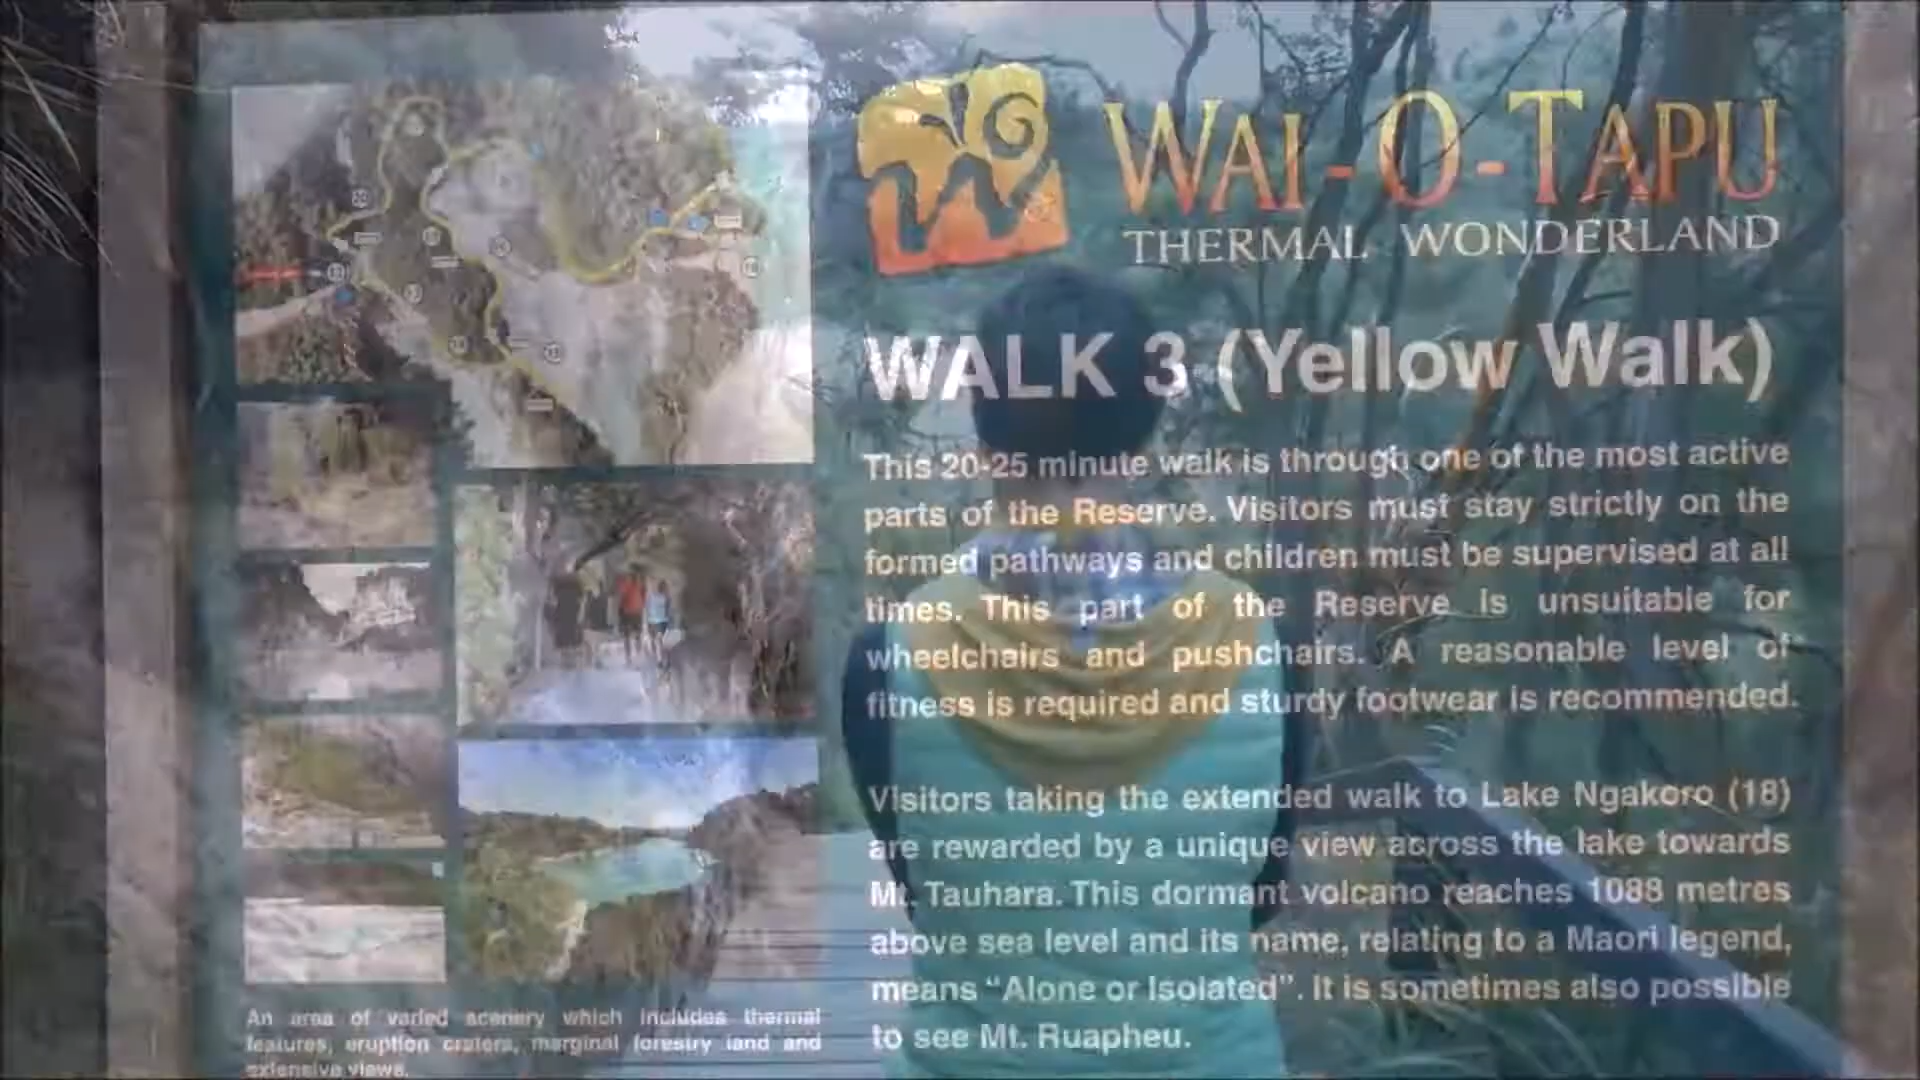 WAI-O-TAPU
THERMAL WONDERLAND
WALK 3 (Yellow Walk)
This 20-25 minute walk is through one of the most active
parts of the Reserve. Visitors must stay strictly on the
formed pathways and children must be supervised at all
times. This part of the Reserve is unsuitable for
wheelchairs and pushchairs. A reasonable level of
fitness is required and sturdy footwear is recommended.
Visitors taking the extended walk to Lake Ngakoro (18)
are rewarded by a unique view across the lake towards
Mt. Tauhara. This dormant volcano reaches 1088 metres
above sea level and its name, relating to a Maori legend,
means “Alone or Isolated”. It is sometimes also possible
to see Mt. Ruapheu.
An area of varied scenery which includes thermal
features, eruption craters, marginal forestry land and
extensive views.